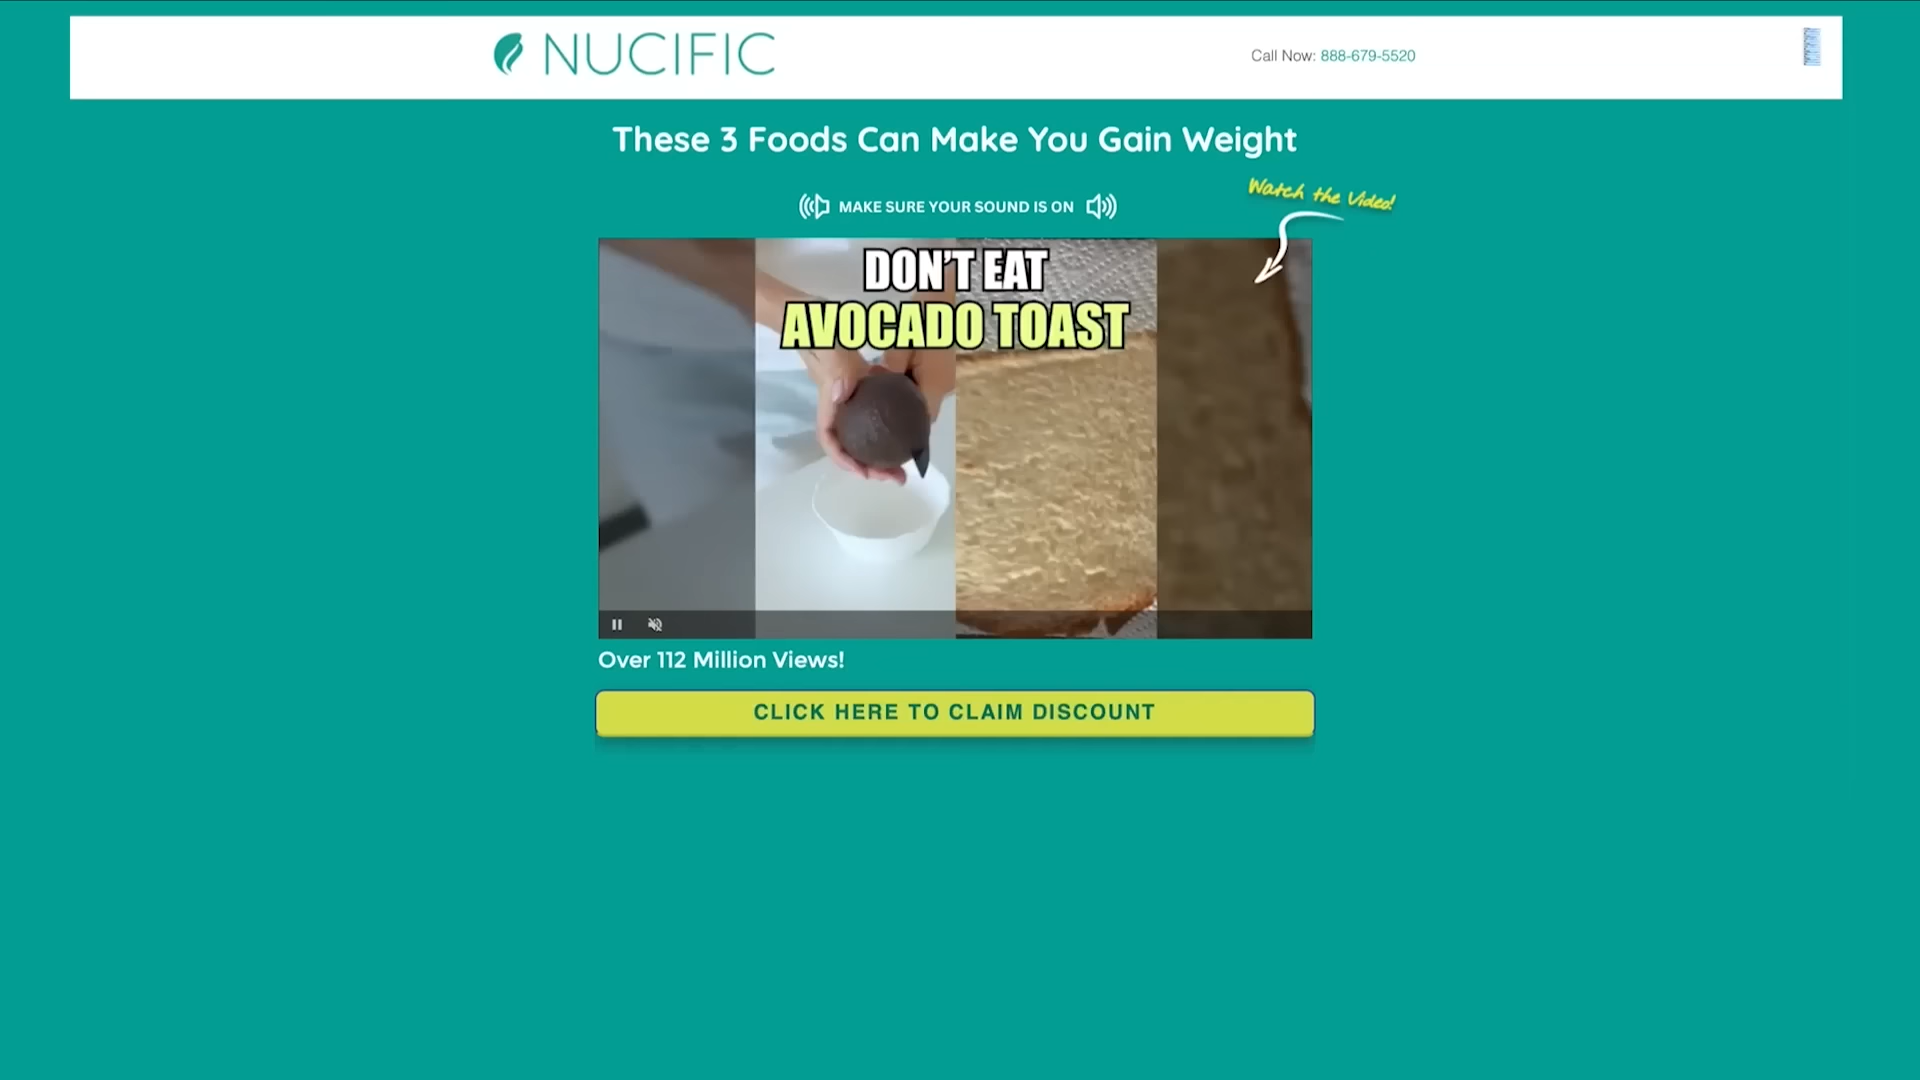 NUCIFIC
Call Now: 888-679-5520
These 3 Foods Can Make You Gain Weight
Watch the Video!
MAKE SURE YOUR SOUND IS ON
DON'T EAT
AVOCADO TOAST
Over 112 Million Views!
CLICK HERE TO CLAIM DISCOUNT